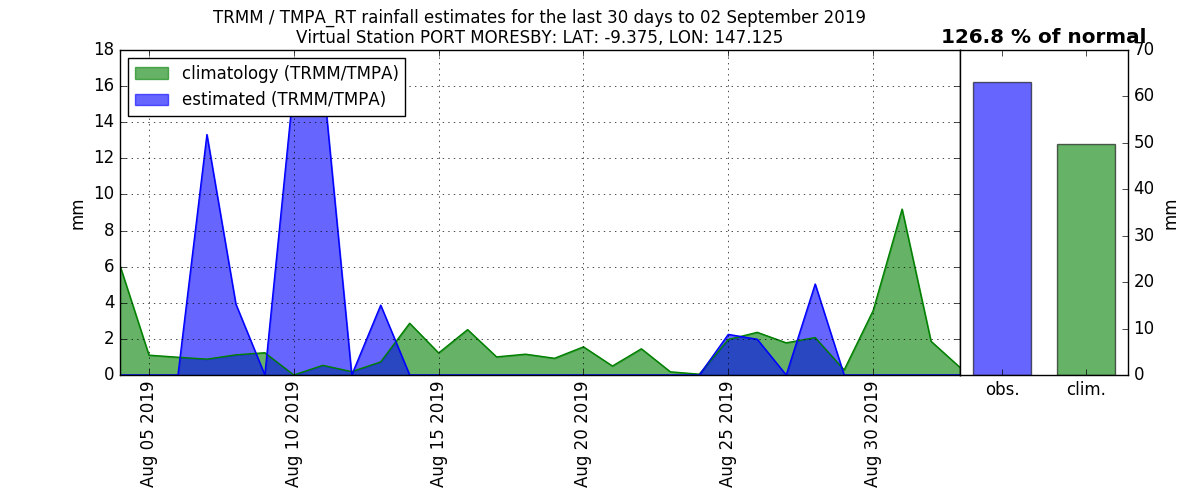 TRMM / TMPA_RT rainfall estimates for the last 30 days to 02 September 2019
Virtual Station PORT MORESBY: LAT: -9.375, LON: 147.125
126.8 % of normal
climatology (TRMM/TMPA)
estimated (TRMM/TMPA)
mm
18
16
14
12
10
8
6
4
2
0
Aug 05 2019
Aug 10 2019
Aug 15 2019
Aug 20 2019
Aug 25 2019
Aug 30 2019
70
60
50
40
30
20
10
0
mm
obs.
clim.